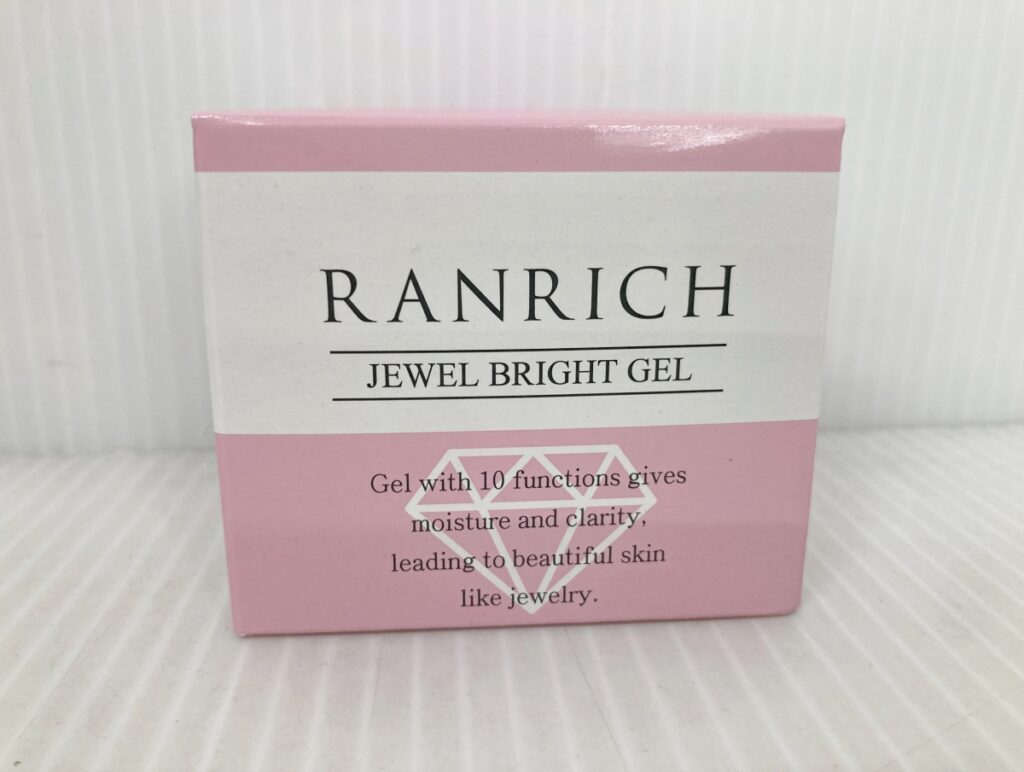 RANRICH
JEWEL BRIGHT GEL
Gel with 10 functions gives
moisture and clarity,
leading to beautiful skin
like jewelry.